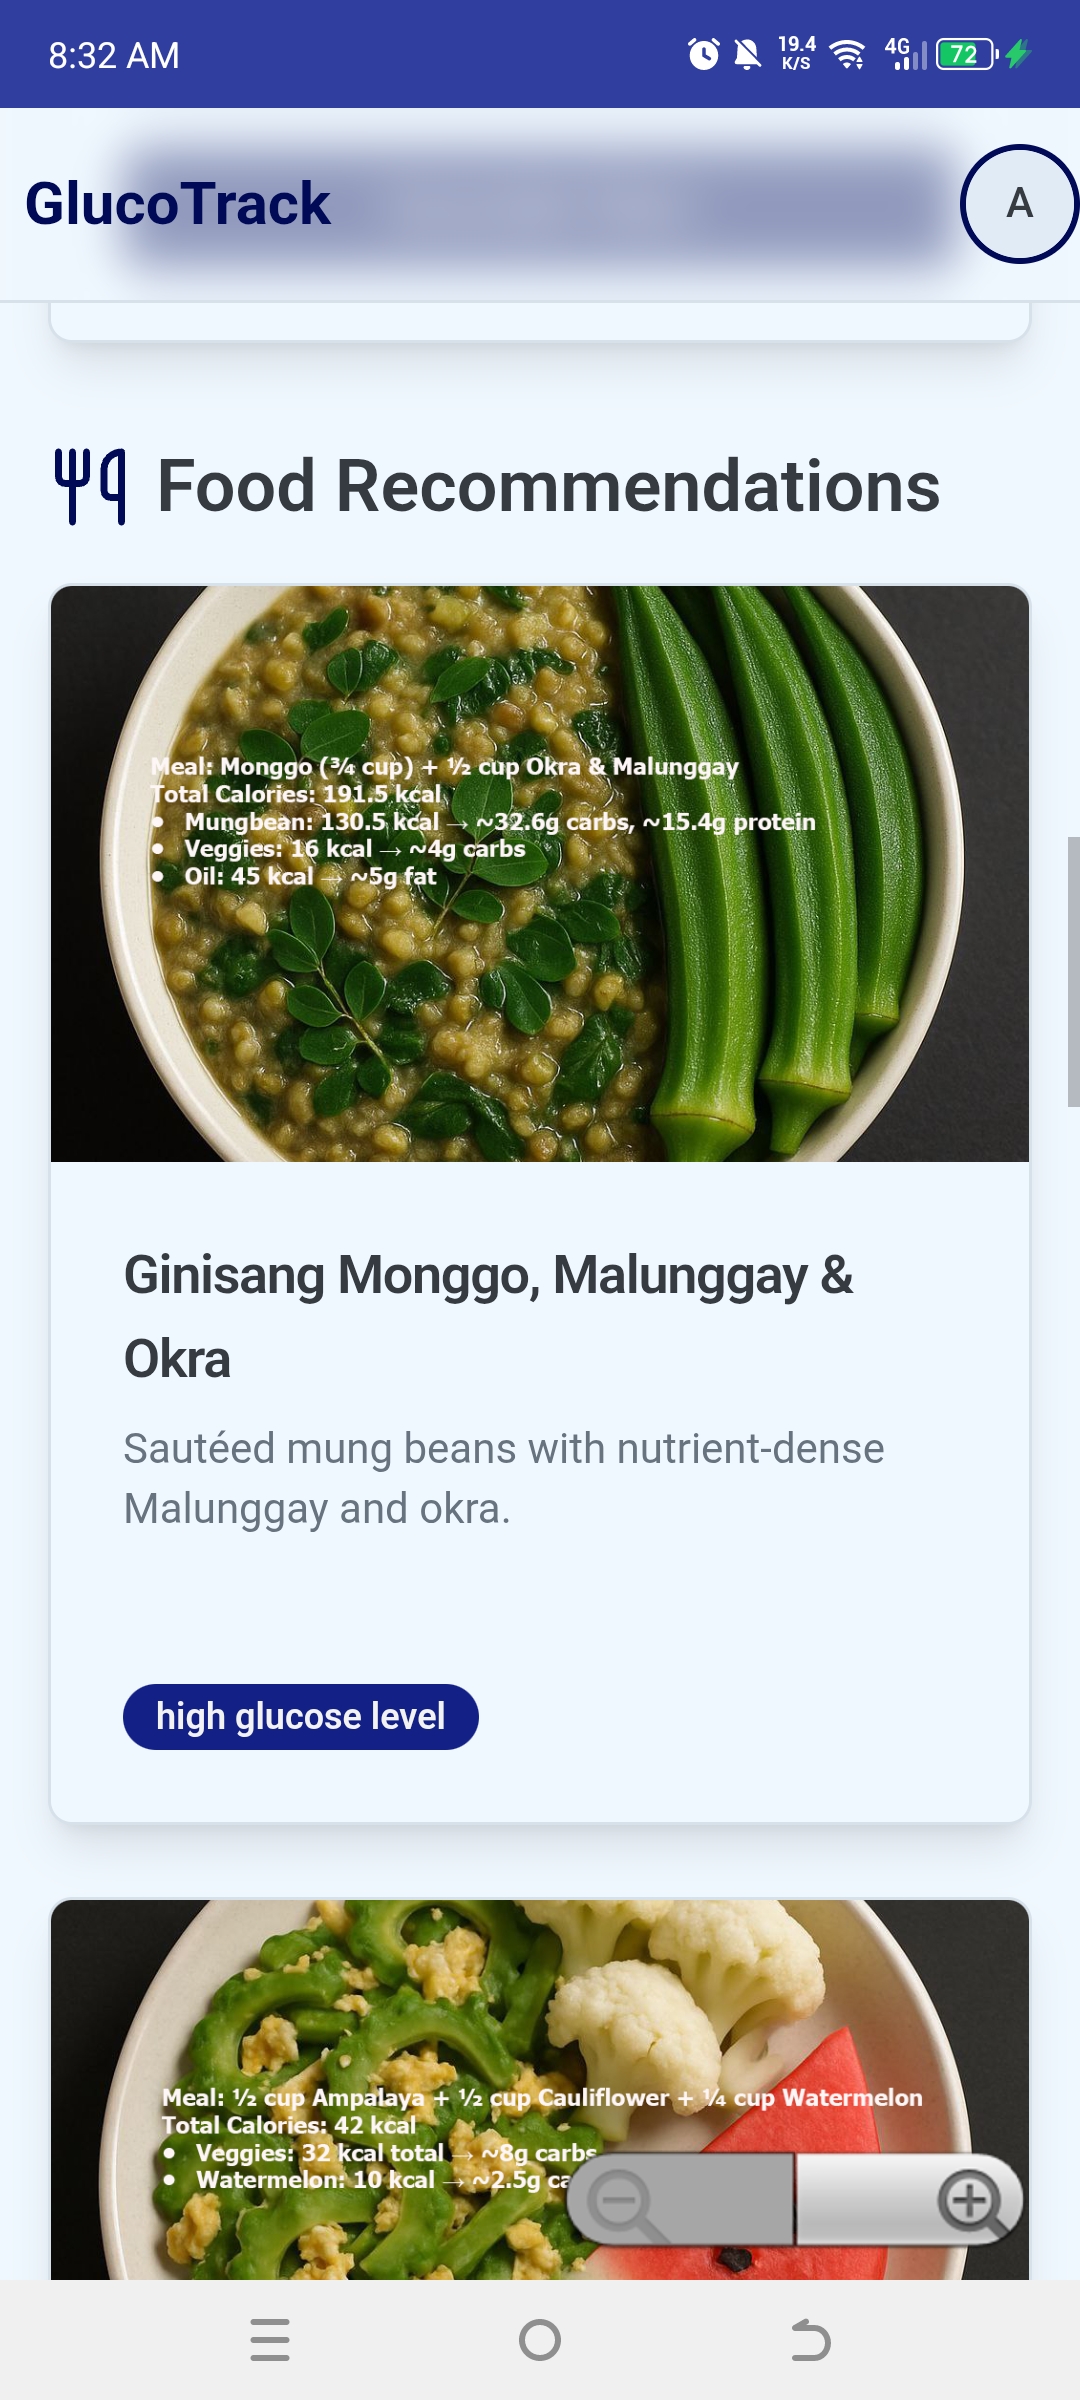 8:32 AM
19.4
K/S
4G
72
GlucoTrack
A
Food Recommendations
Meal: Monggo (¾ cup) + ½ cup Okra & Malunggay
Total Calories: 191.5 kcal
• Mungbean: 130.5 kcal → ~32.6g carbs, ~15.4g protein
• Veggies: 16 kcal → ~4g carbs
• Oil: 45 kcal → ~5g fat
Ginisang Monggo, Malunggay &
Okra
Sautéed mung beans with nutrient-dense
Malunggay and okra.
high glucose level
Meal: ½ cup Ampalaya + ½ cup Cauliflower + ¼ cup Watermelon
Total Calories: 42 kcal
• Veggies: 32 kcal total → ~8g carbs
• Watermelon: 10 kcal → ~2.5g ca